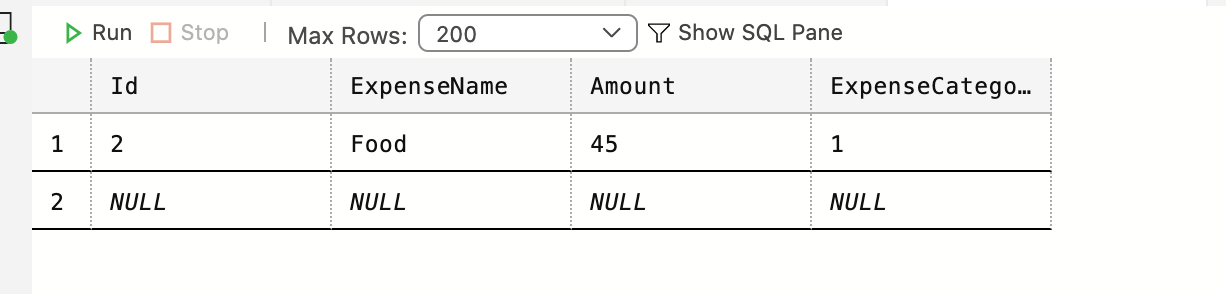 Run Stop Max Rows: 200 Show SQL Pane
Id ExpenseName Amount ExpenseCatego…
1 2 Food 45 1
2 NULL NULL NULL NULL